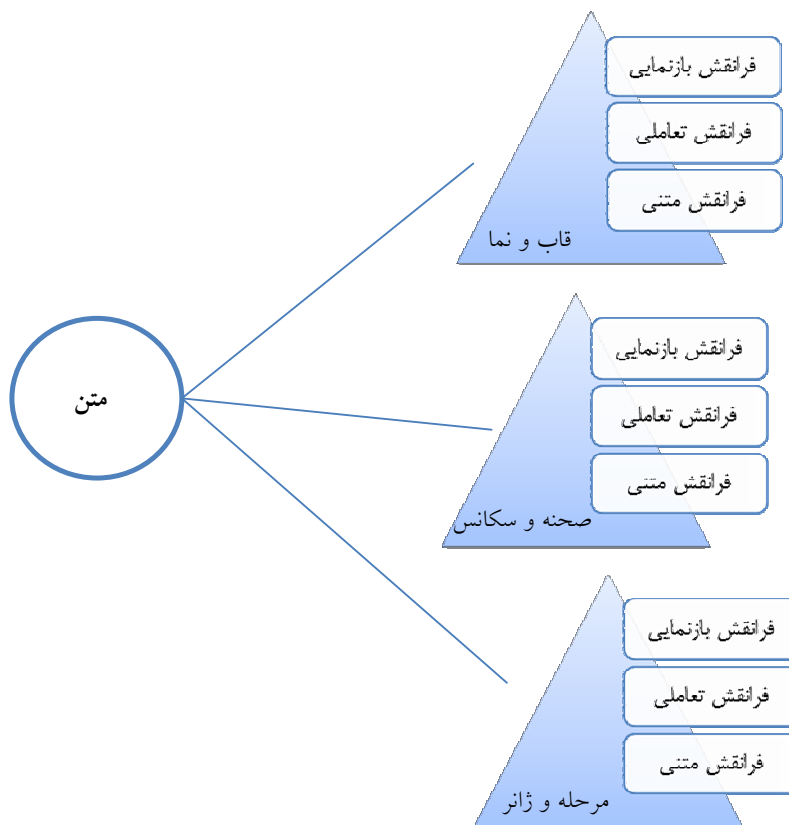 فرانقش بازنمایی
فرانقش تعاملی
فرانقش متنی
قاب و نما
متن
فرانقش بازنمایی
فرانقش تعاملی
فرانقش متنی
صحنه و سکانس
فرانقش بازنمایی
فرانقش تعاملی
فرانقش متنی
مرحله و ژانر